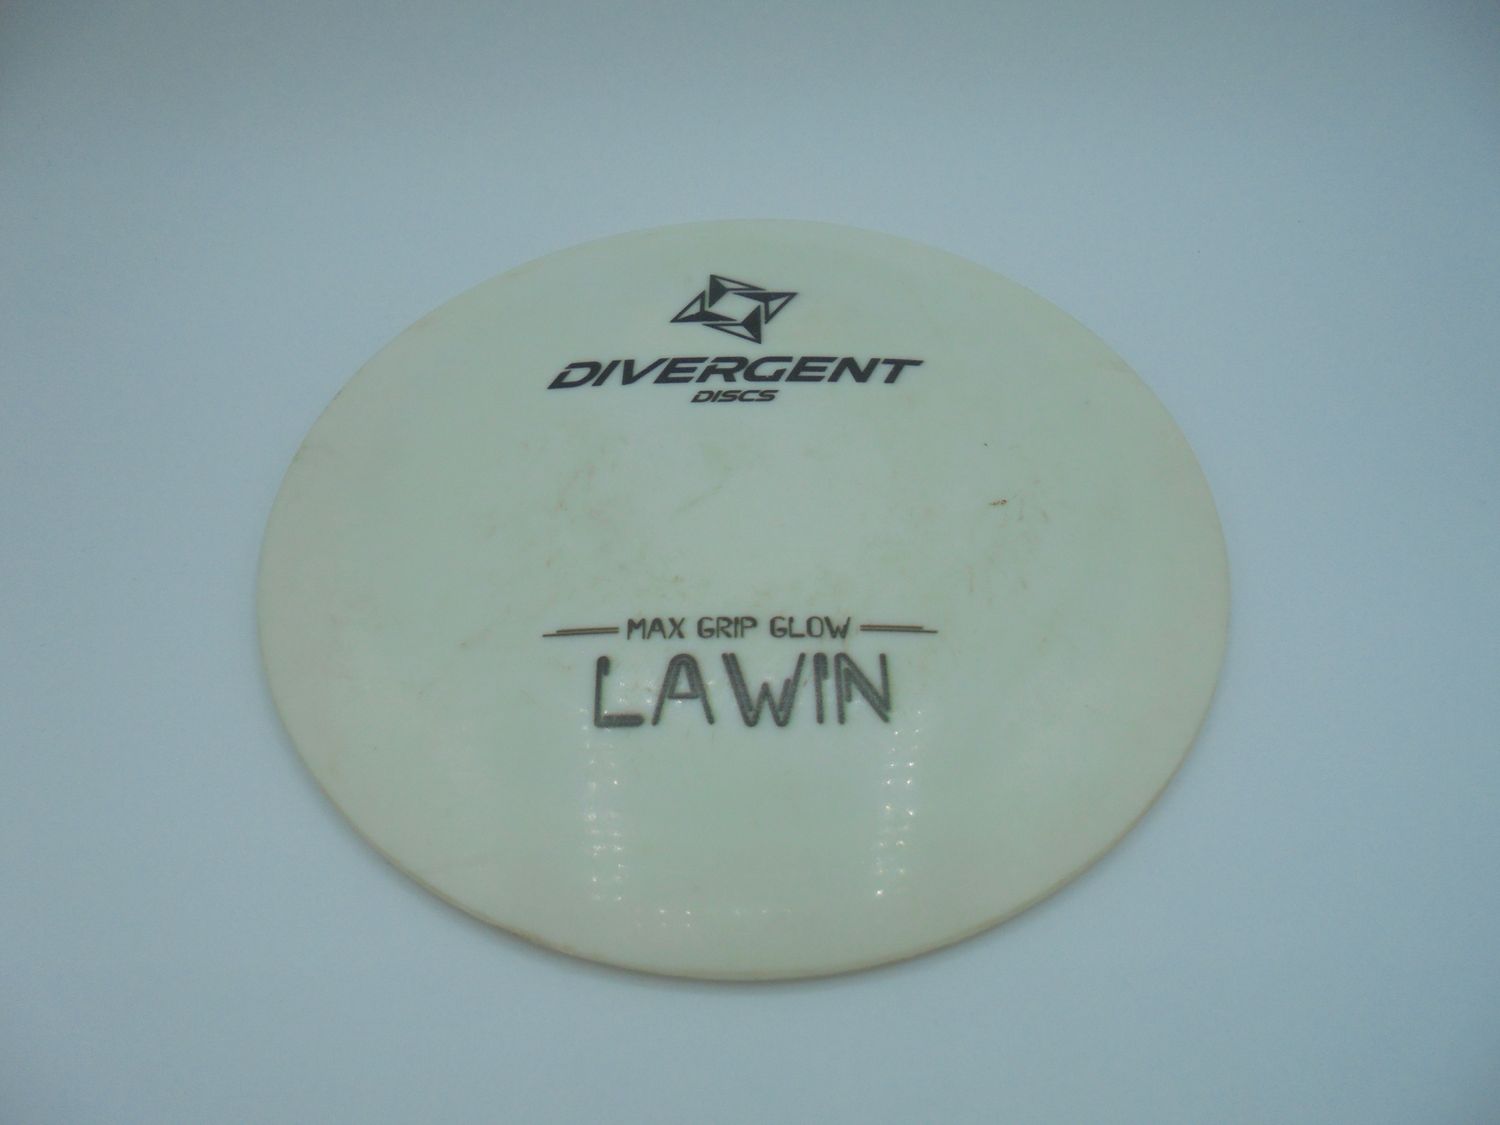 DIVERGENT
DISCS
MAX GRIP GLOW
LAWIN